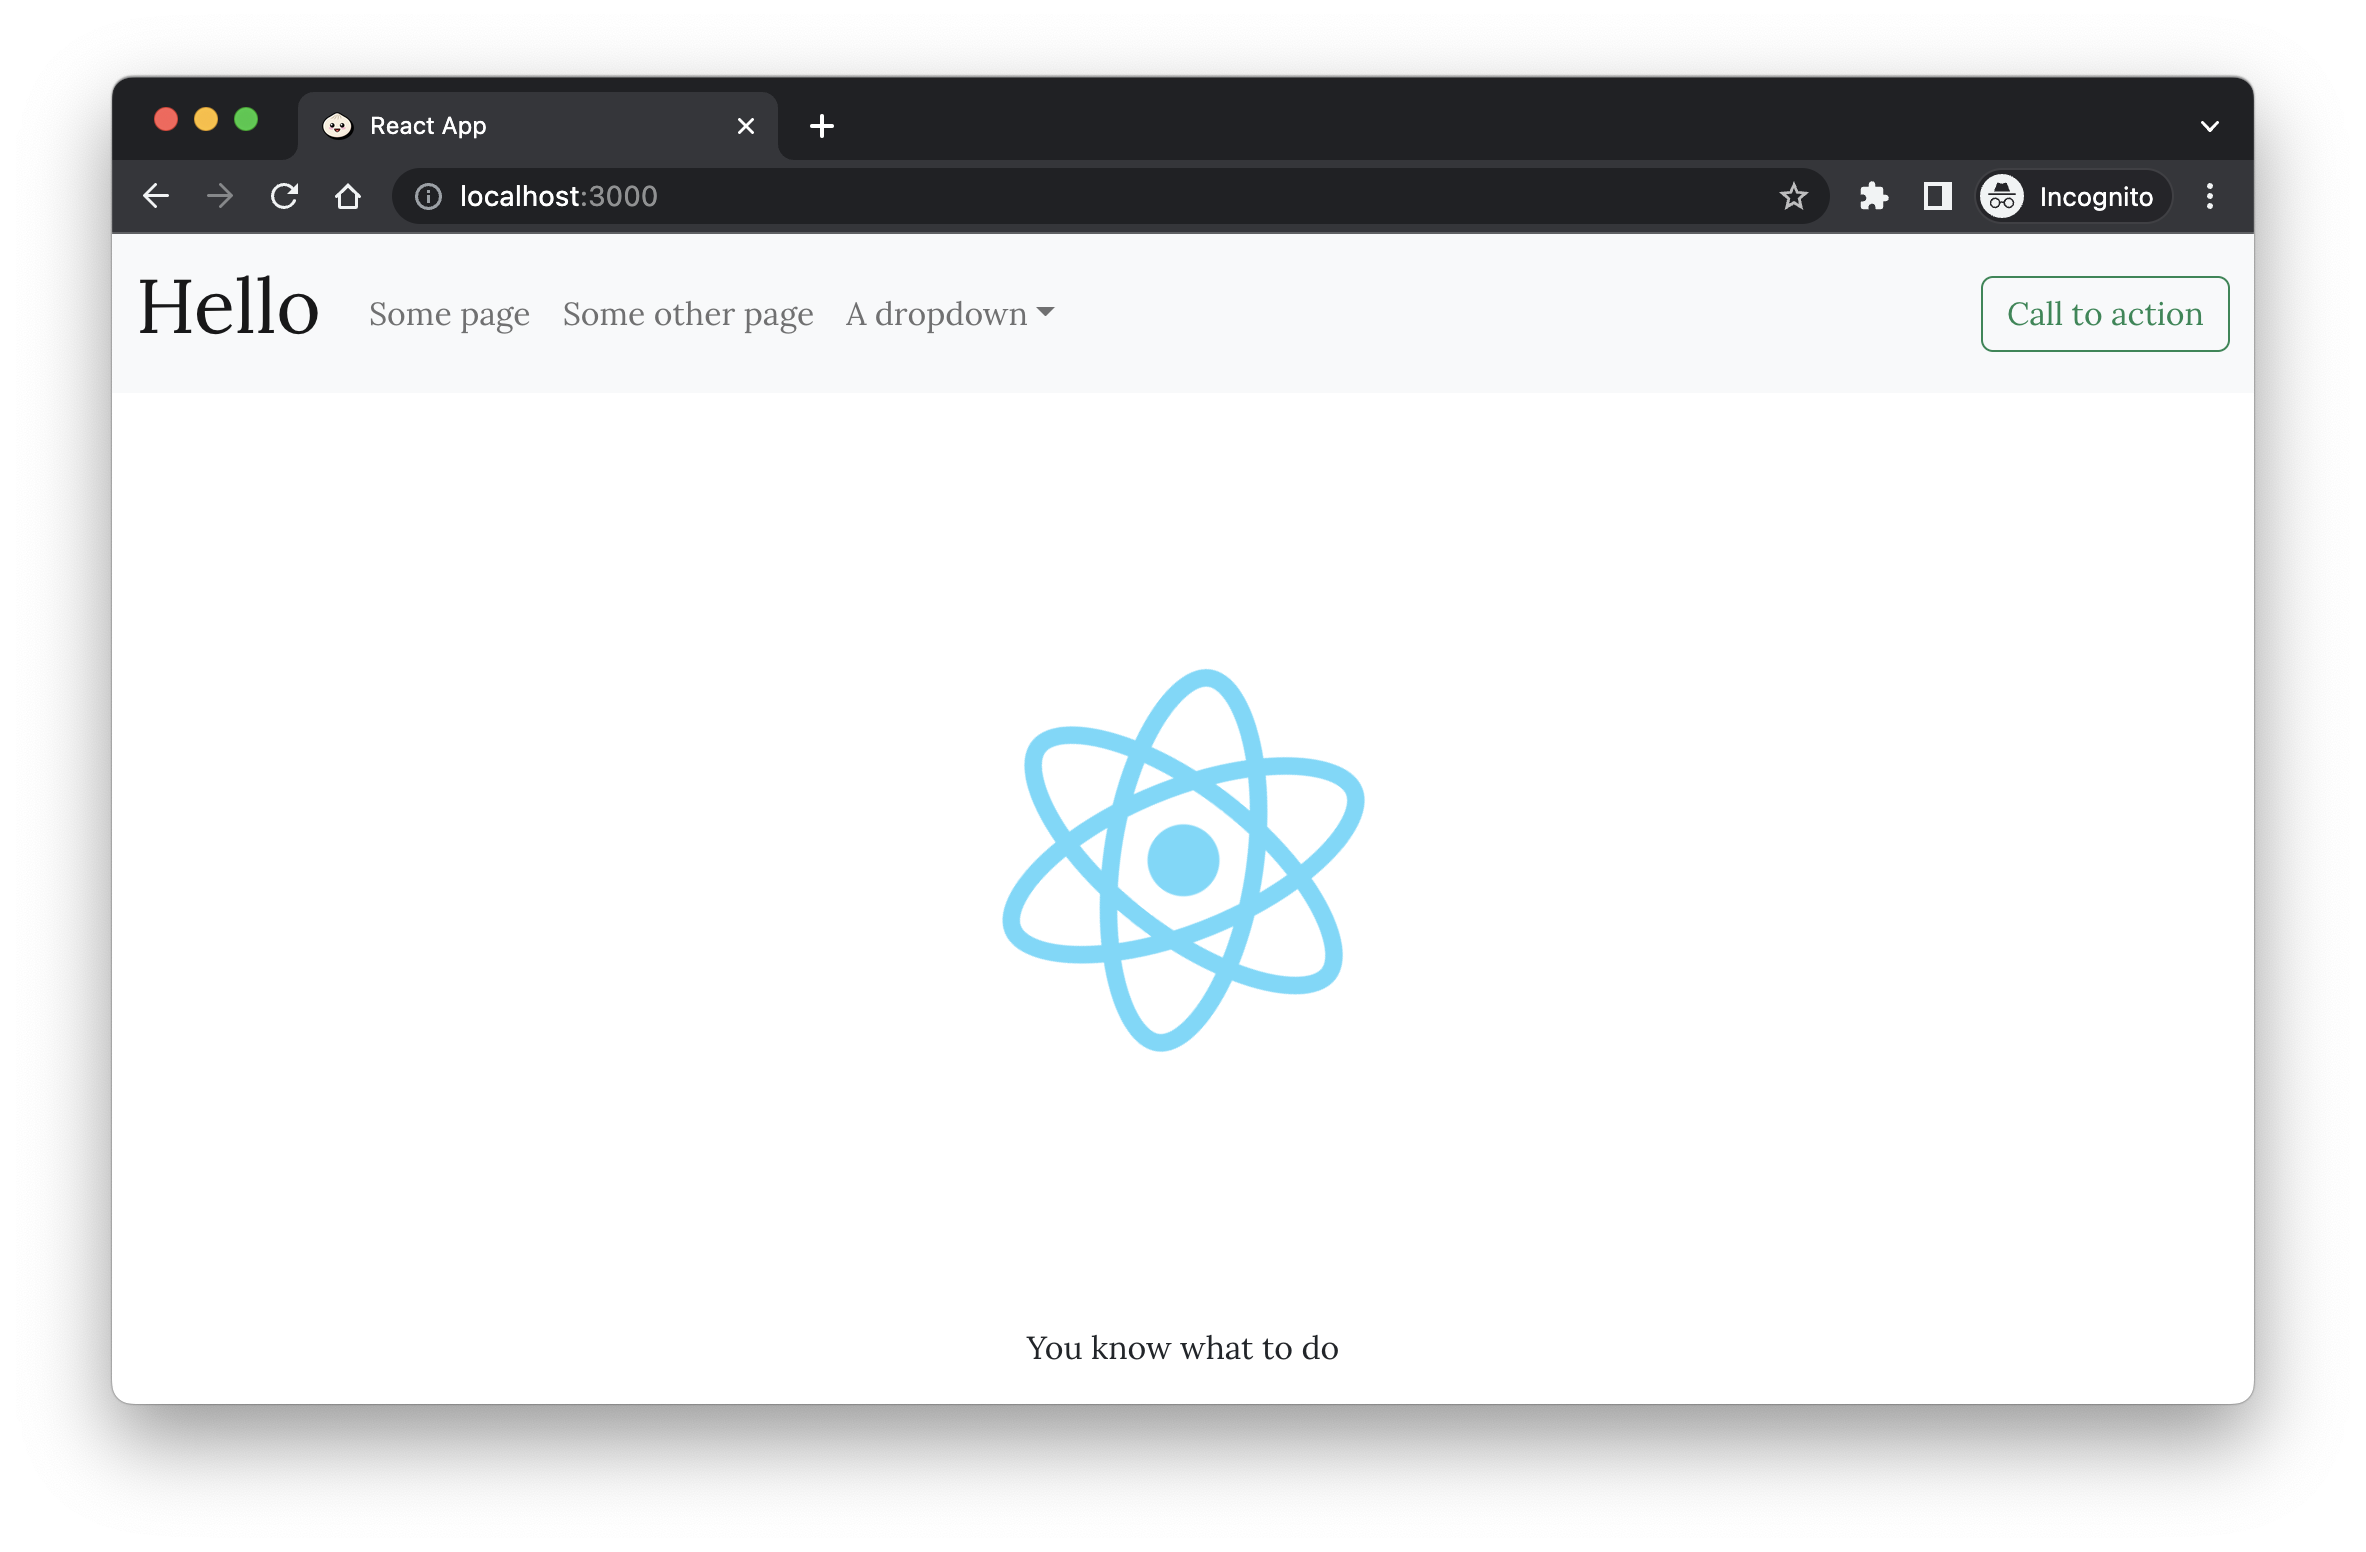 React App
localhost:3000
Incognito
Hello Some page Some other page A dropdown Call to action
You know what to do